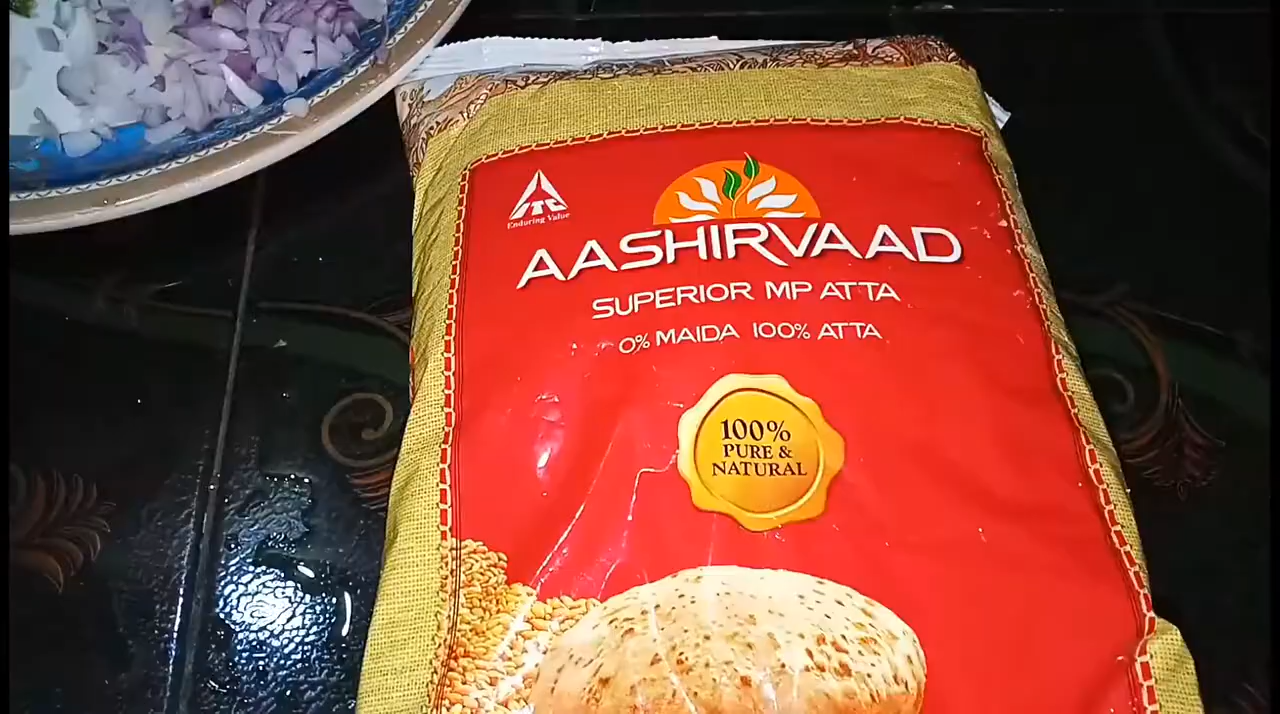 ITC
Enduring Value
AASHIRVAAD
SUPERIOR MP ATTA
0% MAIDA 100% ATTA
100%
PURE &
NATURAL